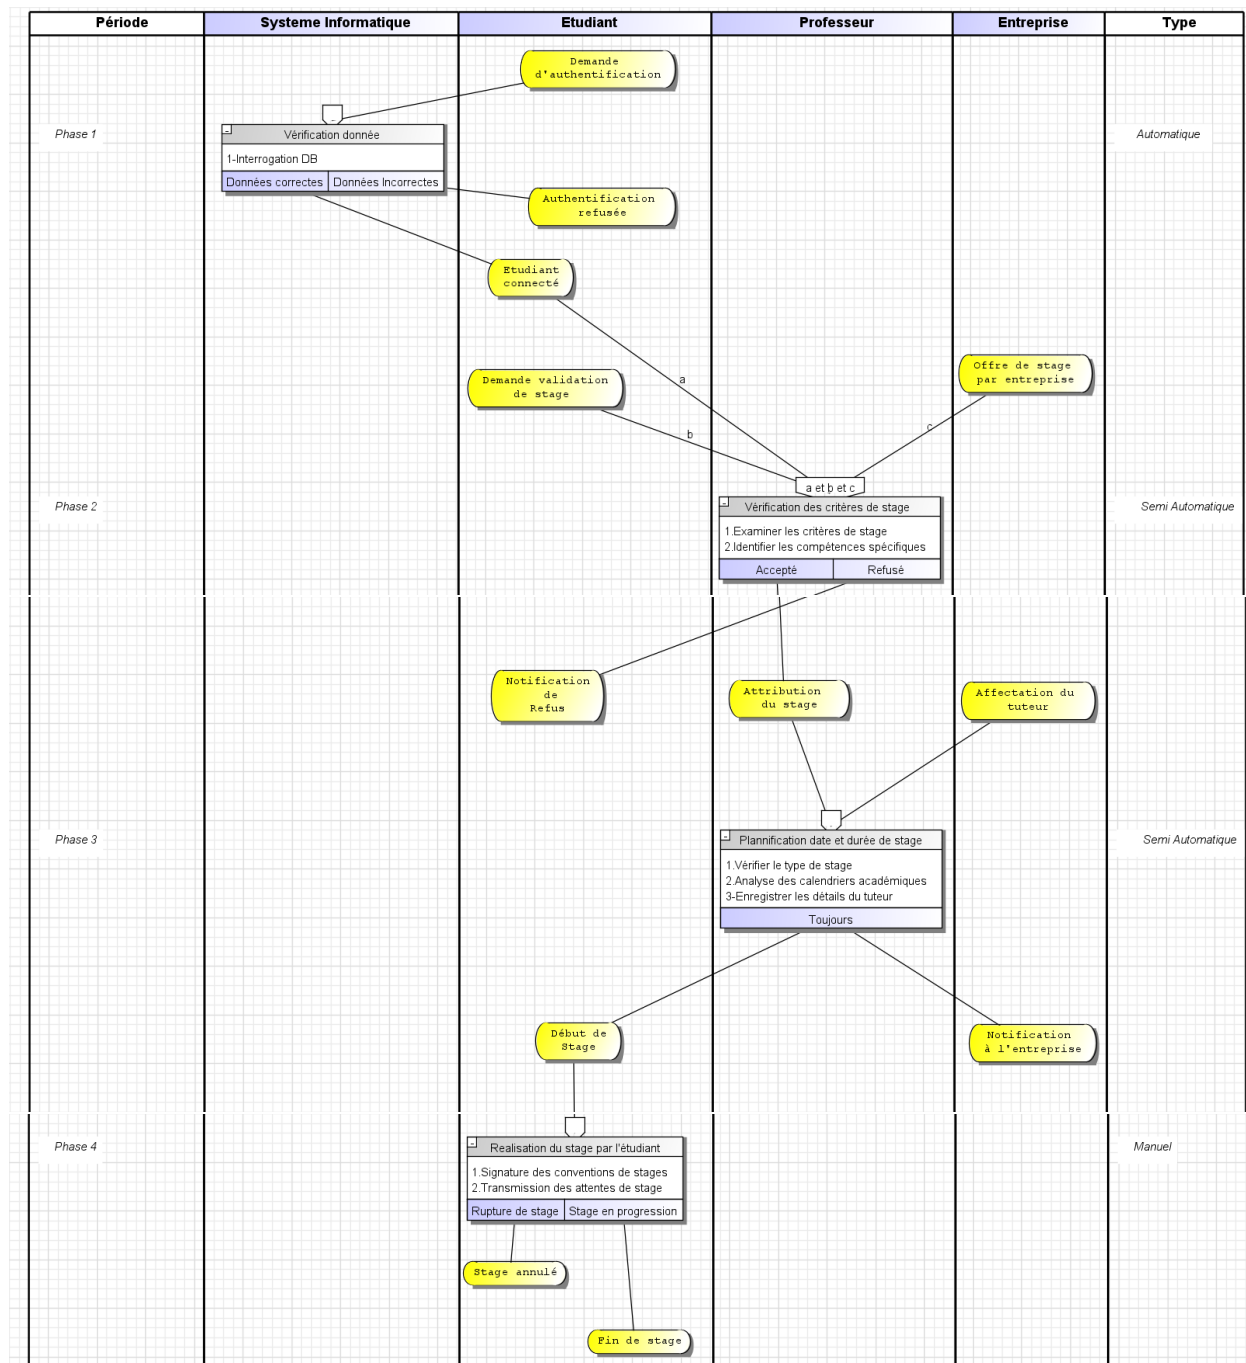 Période
Systeme Informatique
Etudiant
Professeur
Entreprise
Type
Demande
d'authentification
Phase 1
Vérification donnée
Automatique
1-Interrogation DB
Données correctes
Données Incorrectes
Authentification
refusée
Etudiant
connecté
Offre de stage
par entreprise
Demande validation
de stage
a
b
c
a et b et c
Phase 2
Vérification des critères de stage
Semi Automatique
1.Examiner les critères de stage
2.Identifier les compétences spécifiques
Accepté
Refusé
Notification
de
Refus
Attribution
du stage
Affectation du
tuteur
Phase 3
Plannification date et durée de stage
Semi Automatique
1.Vérifier le type de stage
2.Analyse des calendriers académiques
3-Enregistrer les détails du tuteur
Toujours
Début de
Stage
Notification
à l'entreprise
Phase 4
Realisation du stage par l'étudiant
Manuel
1.Signature des conventions de stages
2.Transmission des attentes de stage
Rupture de stage
Stage en progression
Stage annulé
Fin de stage